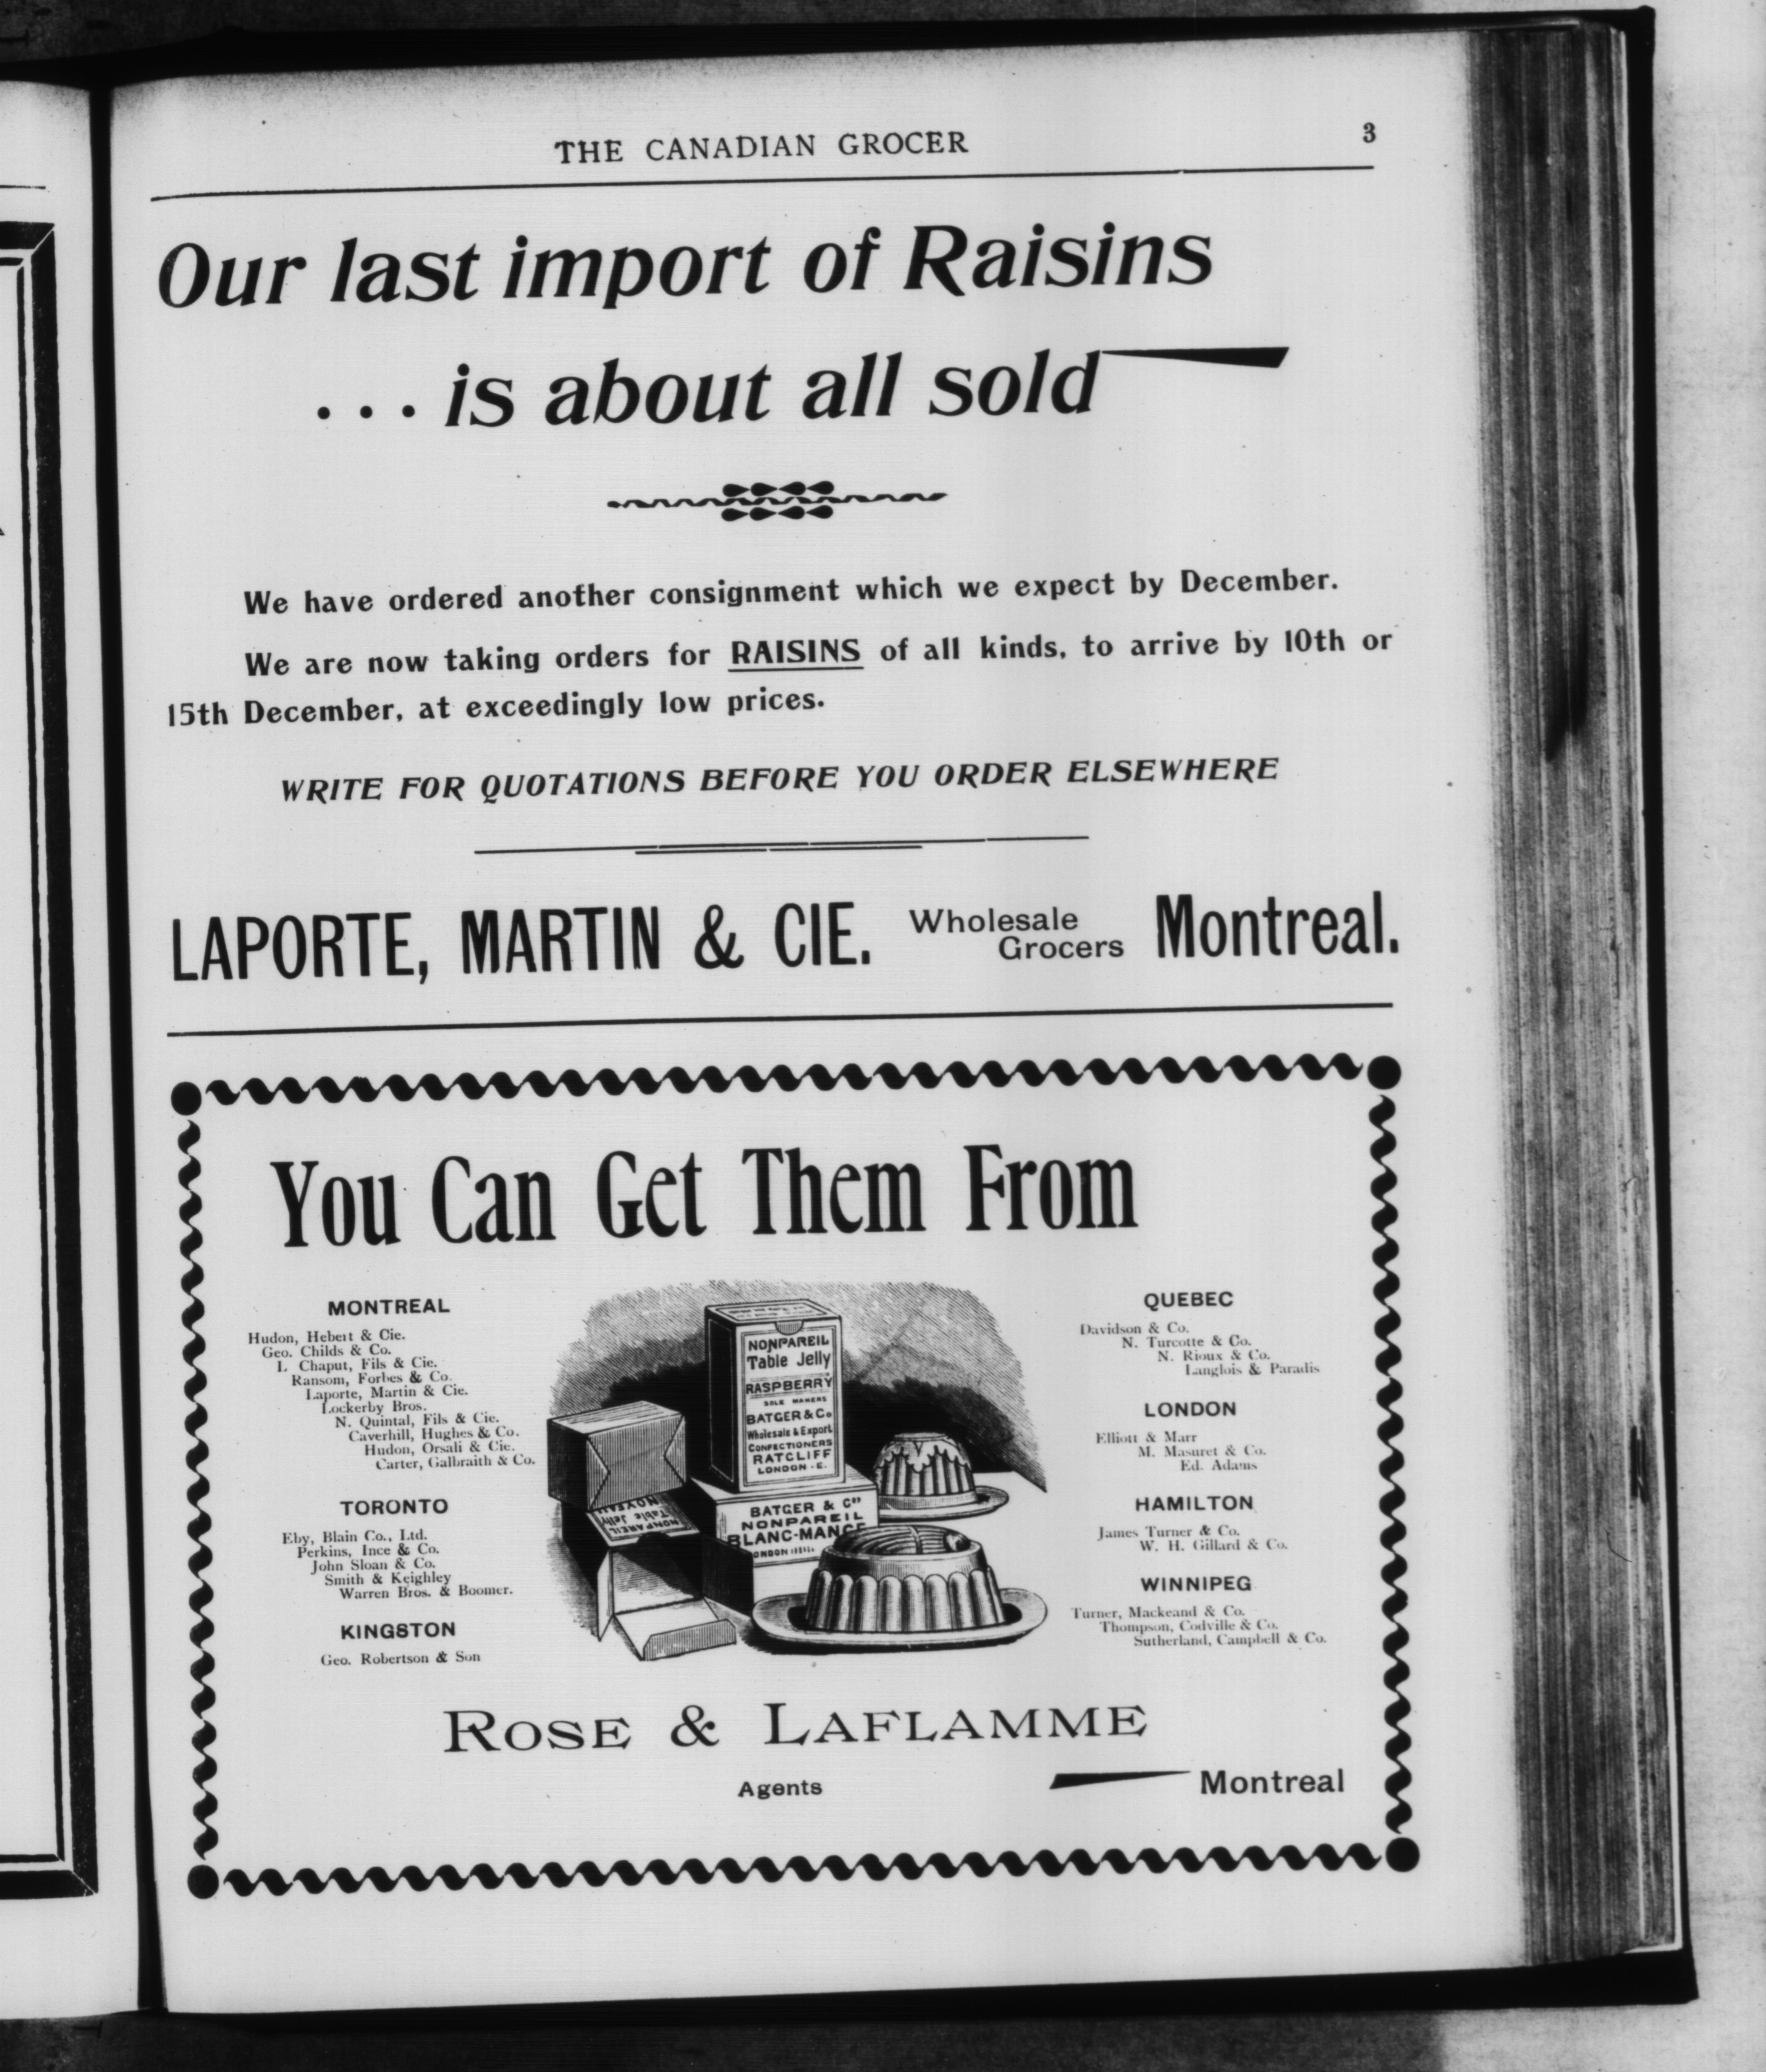 THE CANADIAN GROCER
3
Our last import of Raisins
... is about all sold
We have ordered another consignment which we expect by December.
We are now taking orders for RAISINS of all kinds, to arrive by 10th or
15th December, at exceedingly low prices.
WRITE FOR QUOTATIONS BEFORE YOU ORDER ELSEWHERE
LAPORTE, MARTIN & CIE. Wholesale Grocers Montreal.
You Can Get Them From
MONTREAL
Hudon, Hebert & Cie.
Geo. Childs & Co.
L. Chaput, Fils & Cie.
Ransom, Forbes & Co.
Laporte, Martin & Cie.
Lockerby Bros.
N. Quintal, Fils & Cie.
Caverhill, Hughes & Co.
Hudon, Orsali & Cie.
Carter, Galbraith & Co.
TORONTO
Eby, Blain Co., Ltd.
Perkins, Ince & Co.
John Sloan & Co.
Smith & Keighley
Warren Bros. & Boomer.
KINGSTON
Geo. Robertson & Son
NONPAREIL
Table Jelly
RASPBERRY
SOLE MAKERS
BATGER & Co
Wholesale & Export
CONFECTIONERS
RATCLIFF
LONDON . E.
NONPAREIL
Table Jelly
BATGER & Co
NONPAREIL
BLANC-MANGE
LONDON
QUEBEC
Davidson & Co.
N. Turcotte & Co.
N. Rioux & Co.
Langlois & Paradis
LONDON
Elliott & Marr
M. Masuret & Co.
Ed. Adams
HAMILTON
James Turner & Co.
W. H. Gillard & Co.
WINNIPEG
Turner, Mackeand & Co.
Thompson, Codville & Co.
Sutherland, Campbell & Co.
ROSE & LAFLAMME
Agents
Montreal